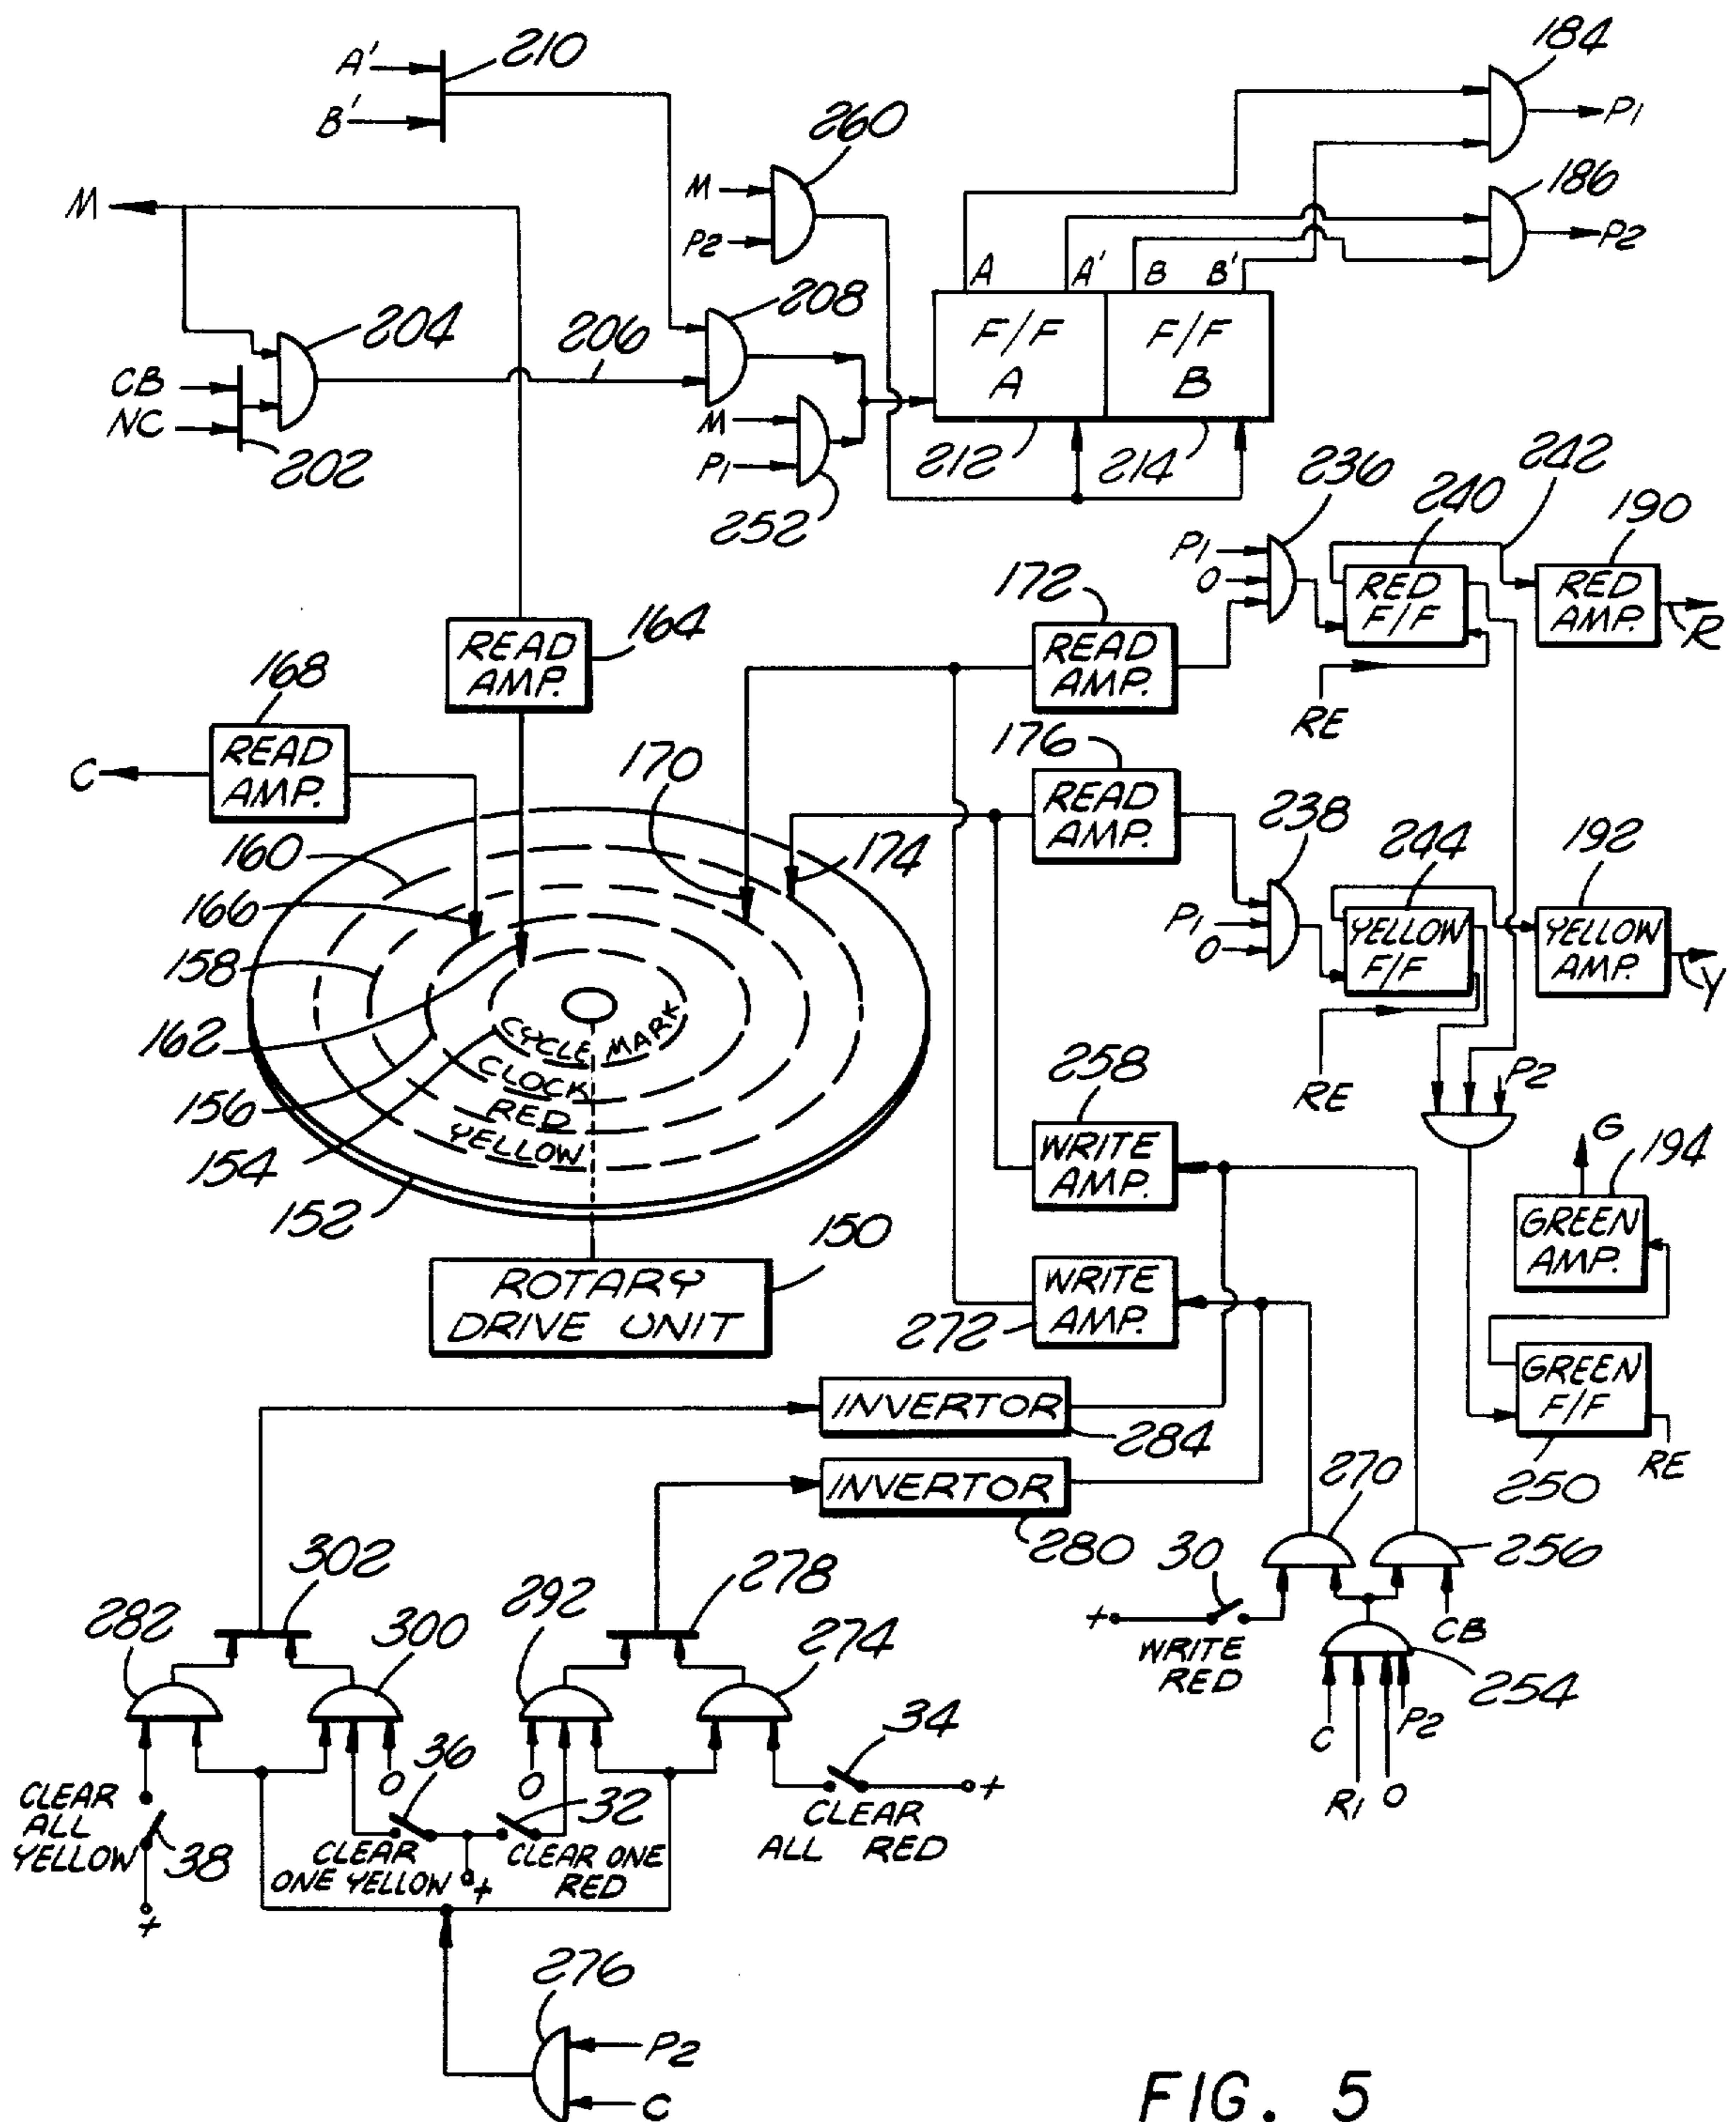 210
A'
B'
184
P1
260
M
P2
186
P2
M
204
CB
NC
202
206
208
A
A'
B
B'
F/F
A
F/F
B
M
P1
252
212
214
236
242
240
190
P1
O
RED
F/F
RED
AMP.
R
RE
172
READ
AMP.
164
READ
AMP.
168
READ
AMP.
C
176
READ
AMP.
170
174
238
244
192
P1
O
YELLOW
F/F
YELLOW
AMP.
Y
RE
160
166
158
162
156
154
152
CYCLE MARK
CLOCK
RED
YELLOW
150
ROTARY
DRIVE UNIT
258
WRITE
AMP.
272
WRITE
AMP.
P2
G
194
GREEN
AMP.
GREEN
F/F
250
RE
INVERTOR
284
INVERTOR
280
270
256
30
+
WRITE
RED
CB
254
C
R1
O
P2
302
282
300
292
278
274
34
+
CLEAR
ALL RED
O
O
36
32
CLEAR
ALL
YELLOW
38
+
CLEAR
ONE YELLOW
+
CLEAR ONE
RED
276
P2
C
FIG. 5